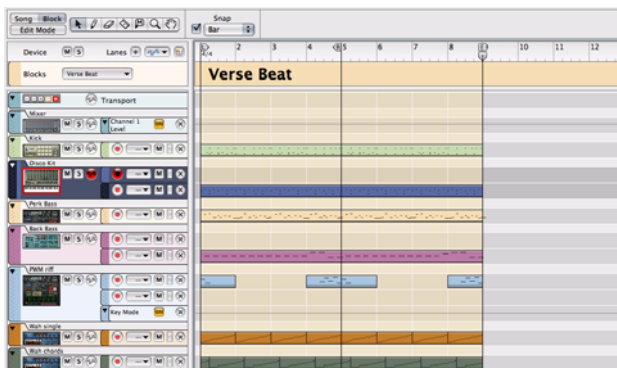 Song Block
Edit Mode
Snap
Bar
Device M S Lanes
Blocks Verse Beat
2 3 4 5 6 7 8 9 10 11 12
4/4
Verse Beat
Transport
Mixer
M S Channel 1
Level
Kick
M S M
Disco Kit
M S M
M
Perk Bass
M S M
Back Bass
M S M
M
PWM riff
M S M
M
Key Mode
Wah single
M S M
Wah chords
M S M